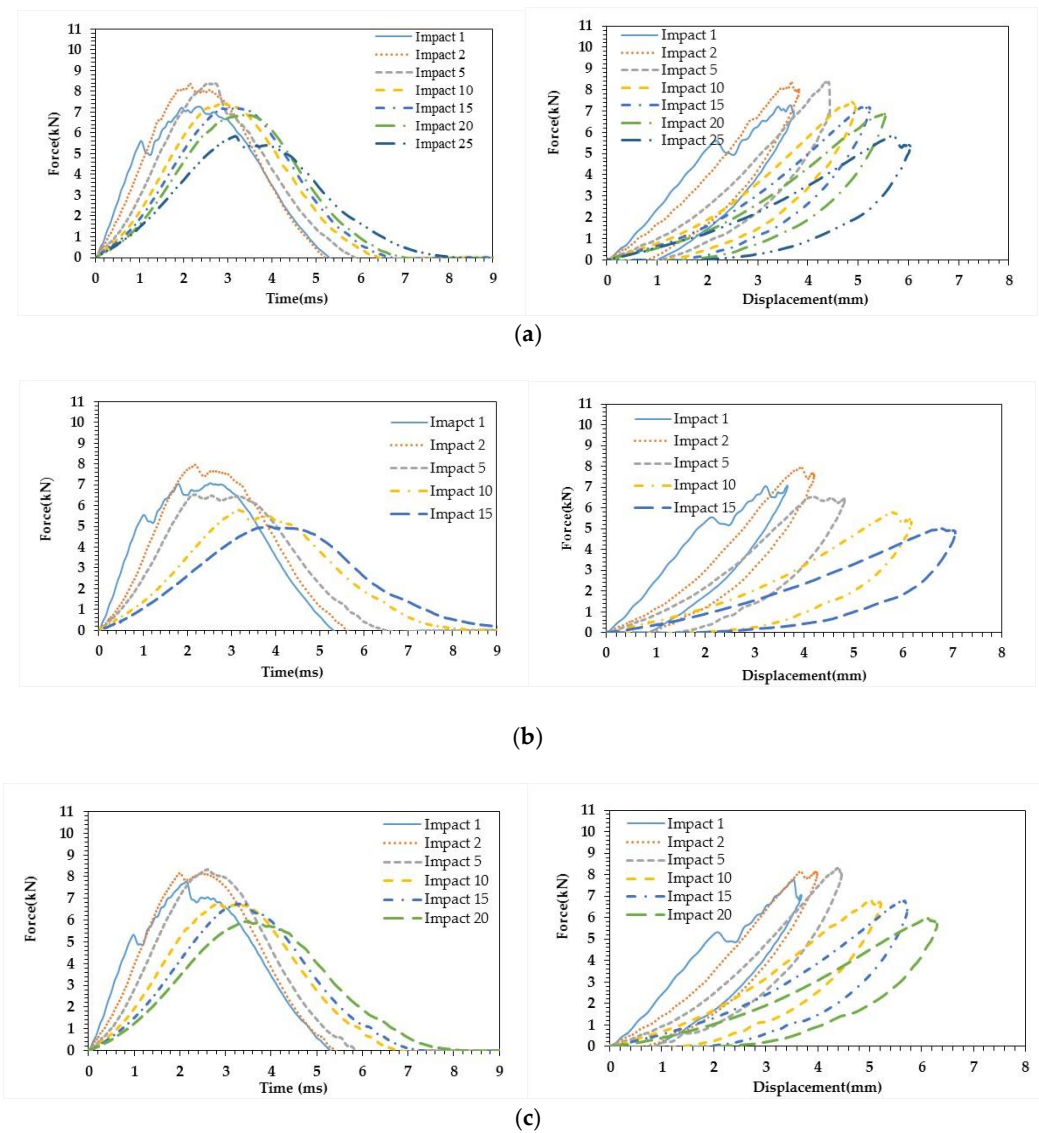 11
10
9
8
7
6
5
4
3
2
1
0
Force(kN)
0 1 2 3 4 5 6 7 8 9
Time(ms)
Impact 1
Impact 2
Impact 5
Impact 10
Impact 15
Impact 20
Impact 25
11
10
9
8
7
6
5
4
3
2
1
0
Force(kN)
0 1 2 3 4 5 6 7 8
Displacement(mm)
Impact 1
Impact 2
Impact 5
Impact 10
Impact 15
Impact 20
Impact 25
(a)
11
10
9
8
7
6
5
4
3
2
1
0
Force(kN)
0 1 2 3 4 5 6 7 8 9
Time(ms)
Imapct 1
Impact 2
Impact 5
Impact 10
Impact 15
11
10
9
8
7
6
5
4
3
2
1
0
Force(kN)
0 1 2 3 4 5 6 7 8
Displacement(mm)
Impact 1
Impact 2
Impact 5
Impact 10
Impact 15
(b)
11
10
9
8
7
6
5
4
3
2
1
0
Force(kN)
0 1 2 3 4 5 6 7 8 9
Time (ms)
Impact 1
Impact 2
Impact 5
Impact 10
Impact 15
Impact 20
11
10
9
8
7
6
5
4
3
2
1
0
Force(kN)
0 1 2 3 4 5 6 7 8
Displacement(mm)
Impact 1
Impact 2
Impact 5
Impact 10
Impact 15
Impact 20
(c)